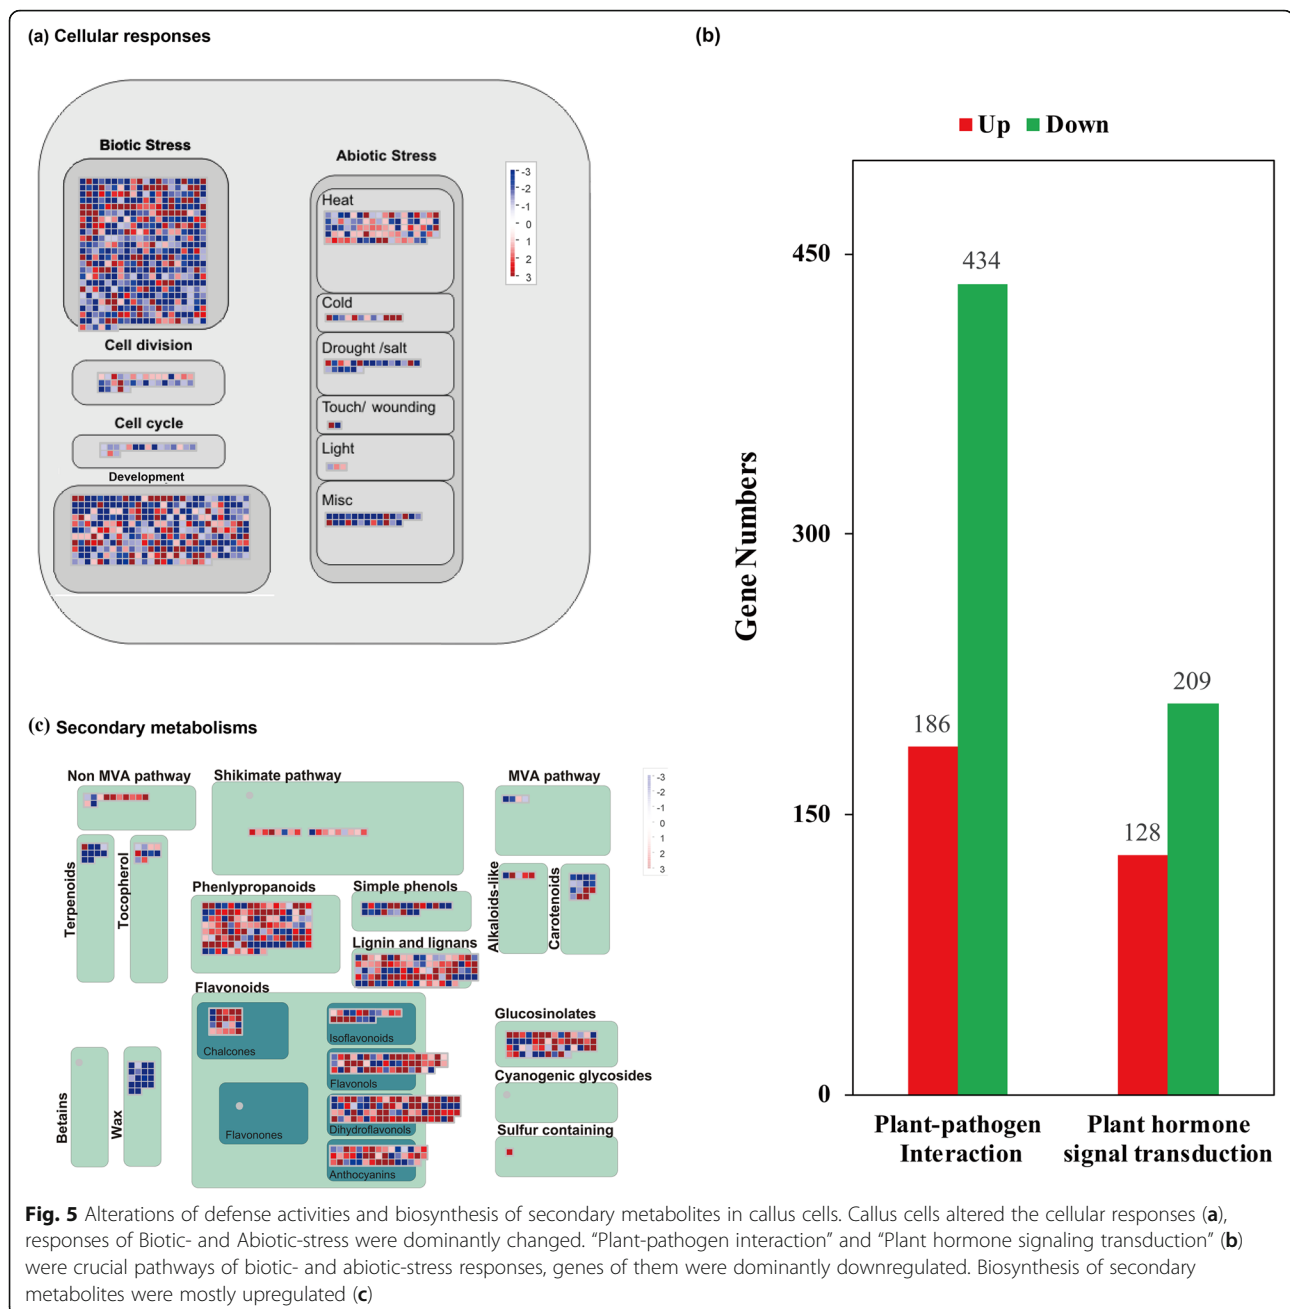 (a) Cellular responses
Biotic Stress
Cell division
Cell cycle
Development
Abiotic Stress
Heat
Cold
Drought /salt
Touch/ wounding
Light
Misc
-3
-2
-1
0
1
2
3
(b)
Up Down
Gene Numbers
450
300
150
0
186
434
128
209
Plant-pathogen
Interaction
Plant hormone
signal transduction
(c) Secondary metabolisms
Non MVA pathway
Shikimate pathway
MVA pathway
-3
-2
-1
0
1
2
3
Terpenoids
Tocopherol
Phenlypropanoids
Simple phenols
Lignin and lignans
Alkaloids-like
Carotenoids
Flavonoids
Chalcones
Flavonones
Isoflavonoids
Flavonols
Dihydroflavonols
Anthocyanins
Betains
Wax
Glucosinolates
Cyanogenic glycosides
Sulfur containing
Fig. 5 Alterations of defense activities and biosynthesis of secondary metabolites in callus cells. Callus cells altered the cellular responses (a),
responses of Biotic- and Abiotic-stress were dominantly changed. “Plant-pathogen interaction” and “Plant hormone signaling transduction” (b)
were crucial pathways of biotic- and abiotic-stress responses, genes of them were dominantly downregulated. Biosynthesis of secondary
metabolites were mostly upregulated (c)